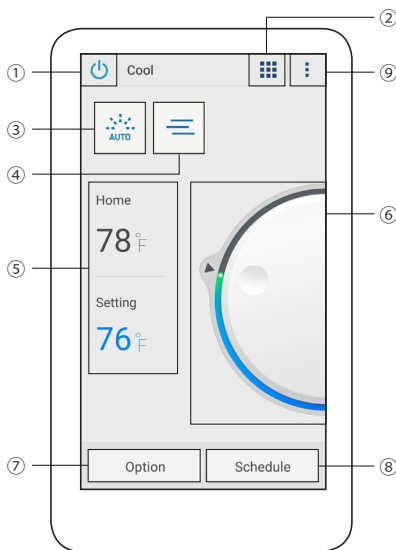 ②
①
Cool
⑨
③
AUTO
④
⑥
Home
78°F
⑤
Setting
76°F
⑦
Option
Schedule
⑧